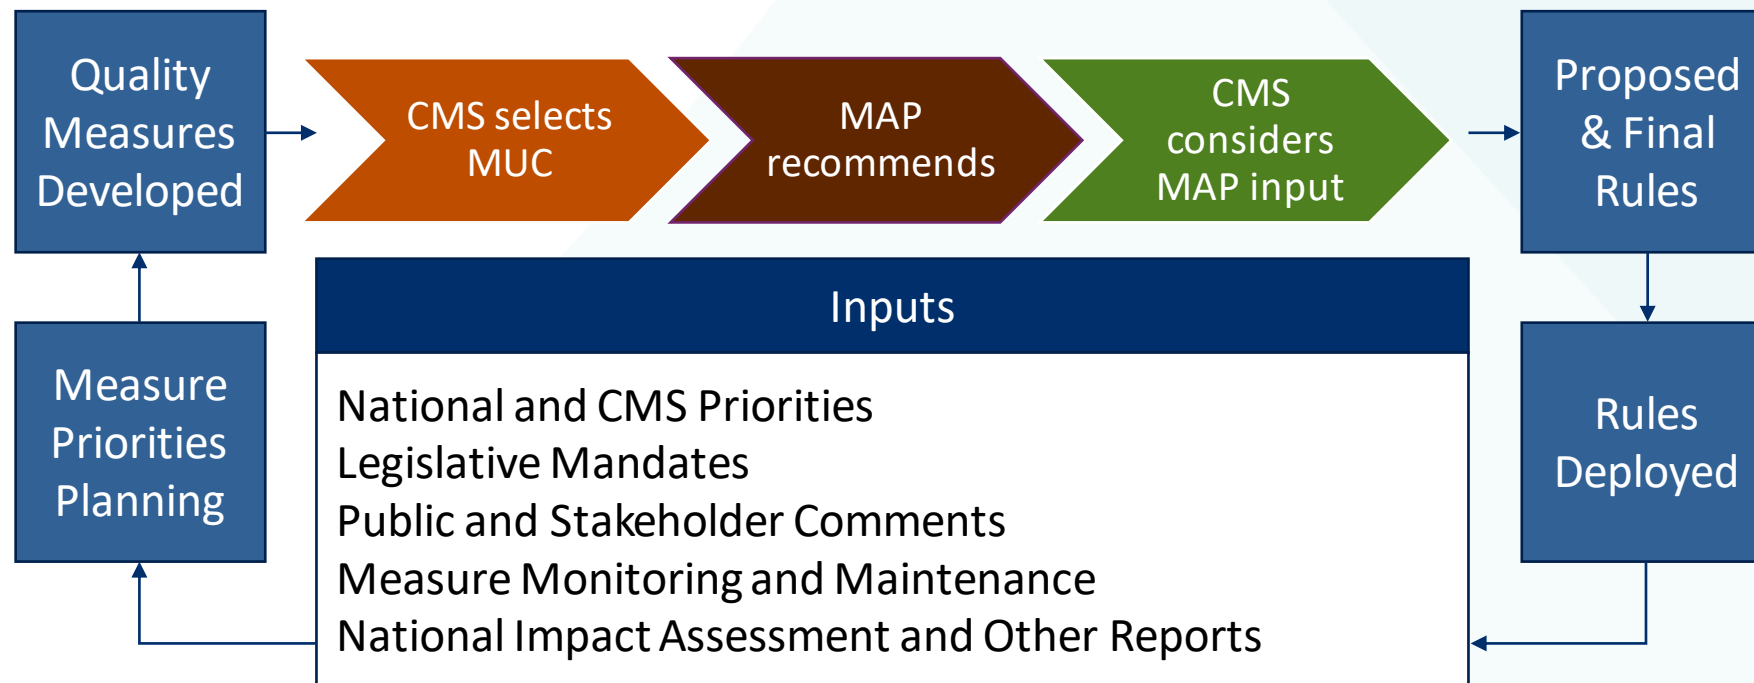 Quality
Measures
Developed
CMS selects
MUC
MAP
recommends
CMS
considers
MAP input
Proposed
& Final
Rules
Measure
Priorities
Planning
Inputs
National and CMS Priorities
Legislative Mandates
Public and Stakeholder Comments
Measure Monitoring and Maintenance
National Impact Assessment and Other Reports
Rules
Deployed